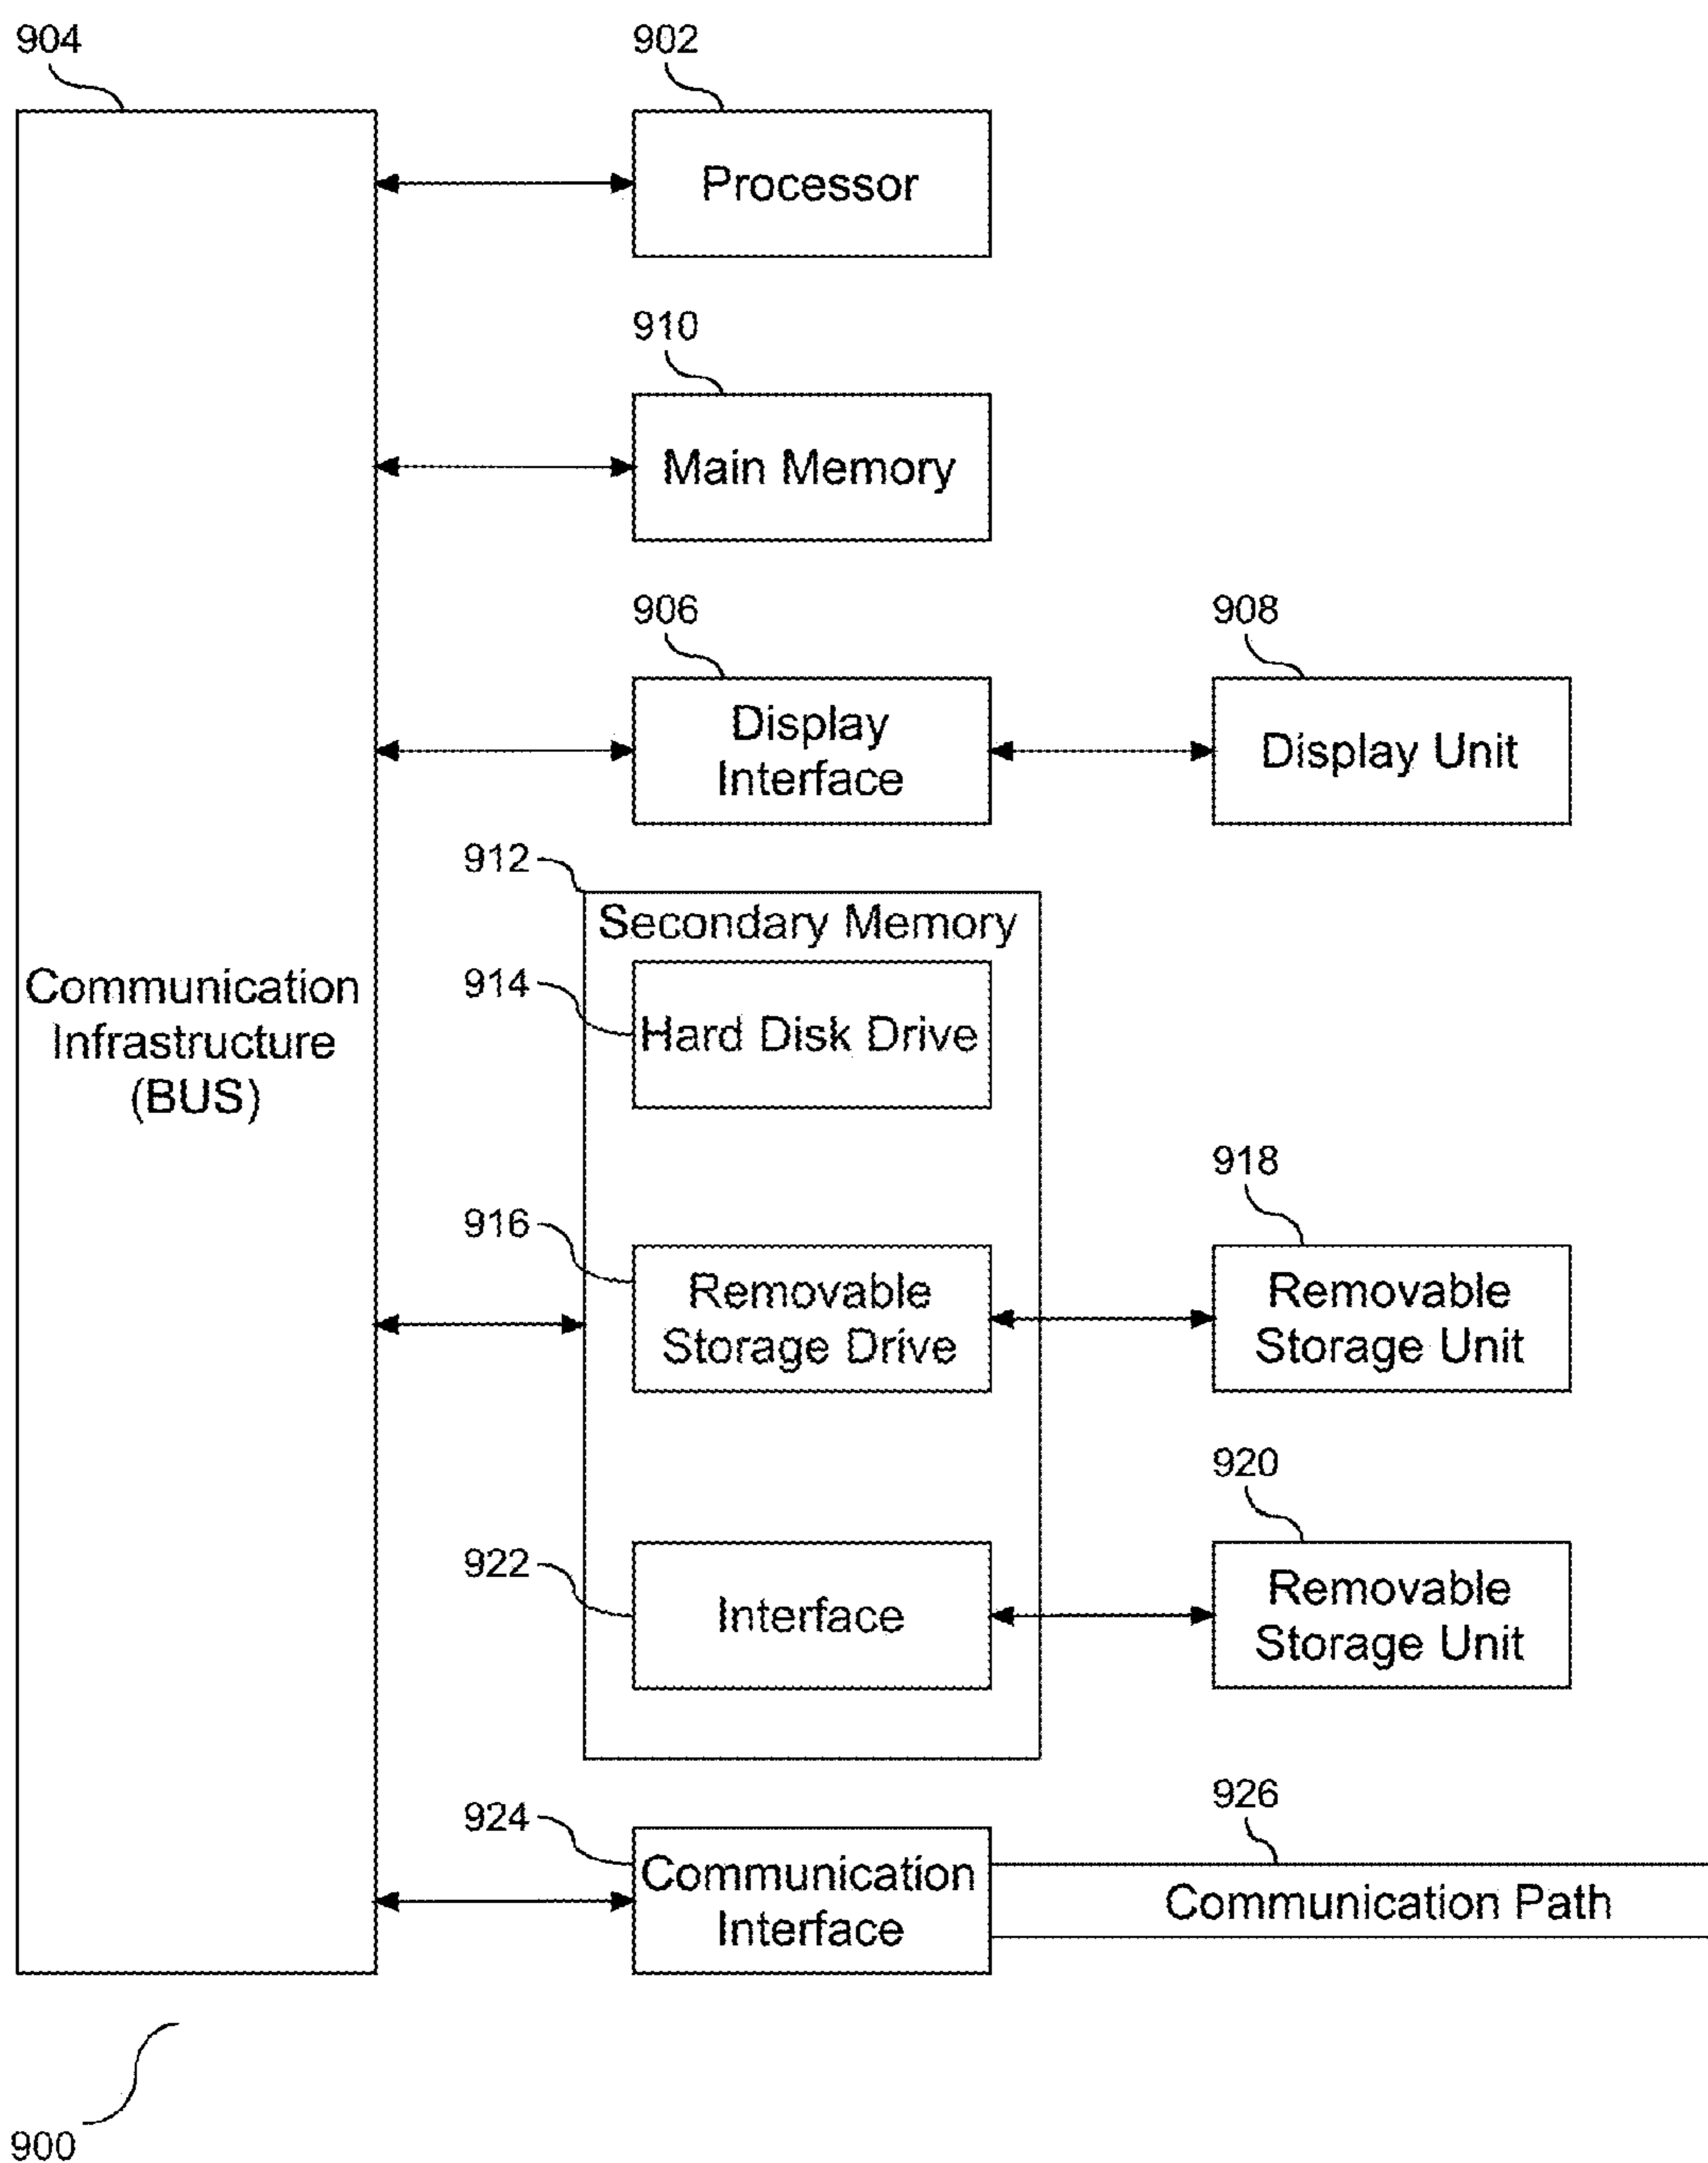 904
902
Processor
910
Main Memory
906
908
Display
Interface
Display Unit
912
Secondary Memory
914
Hard Disk Drive
Communication
Infrastructure
(BUS)
918
916
Removable
Storage Drive
Removable
Storage Unit
920
922
Interface
Removable
Storage Unit
926
924
Communication
Interface
Communication Path
900